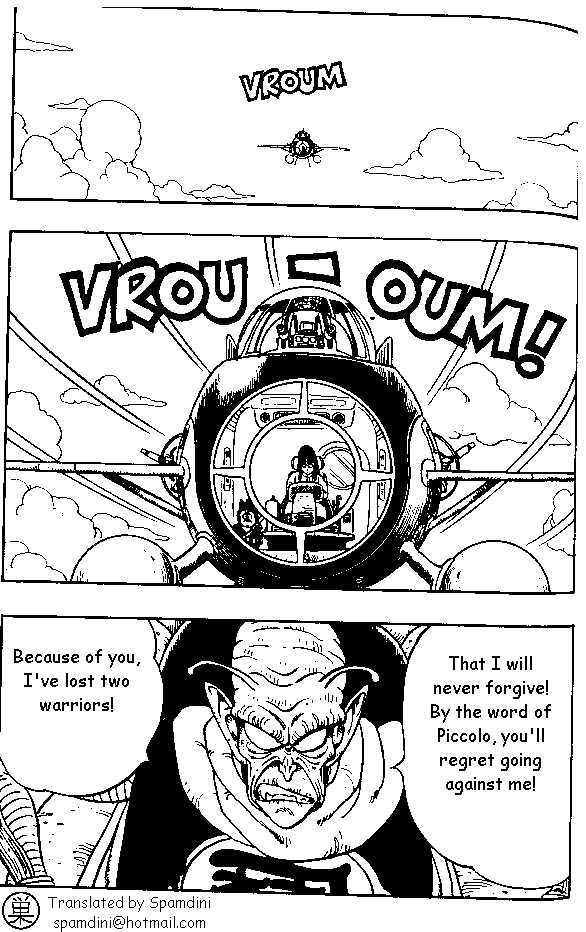 VROUM
VROU - OUM!
Because of you,
I've lost two
warriors!
That I will
never forgive!
By the word of
Piccolo, you'll
regret going
against me!
巣
Translated by Spamdini
spamdini@hotmail.com